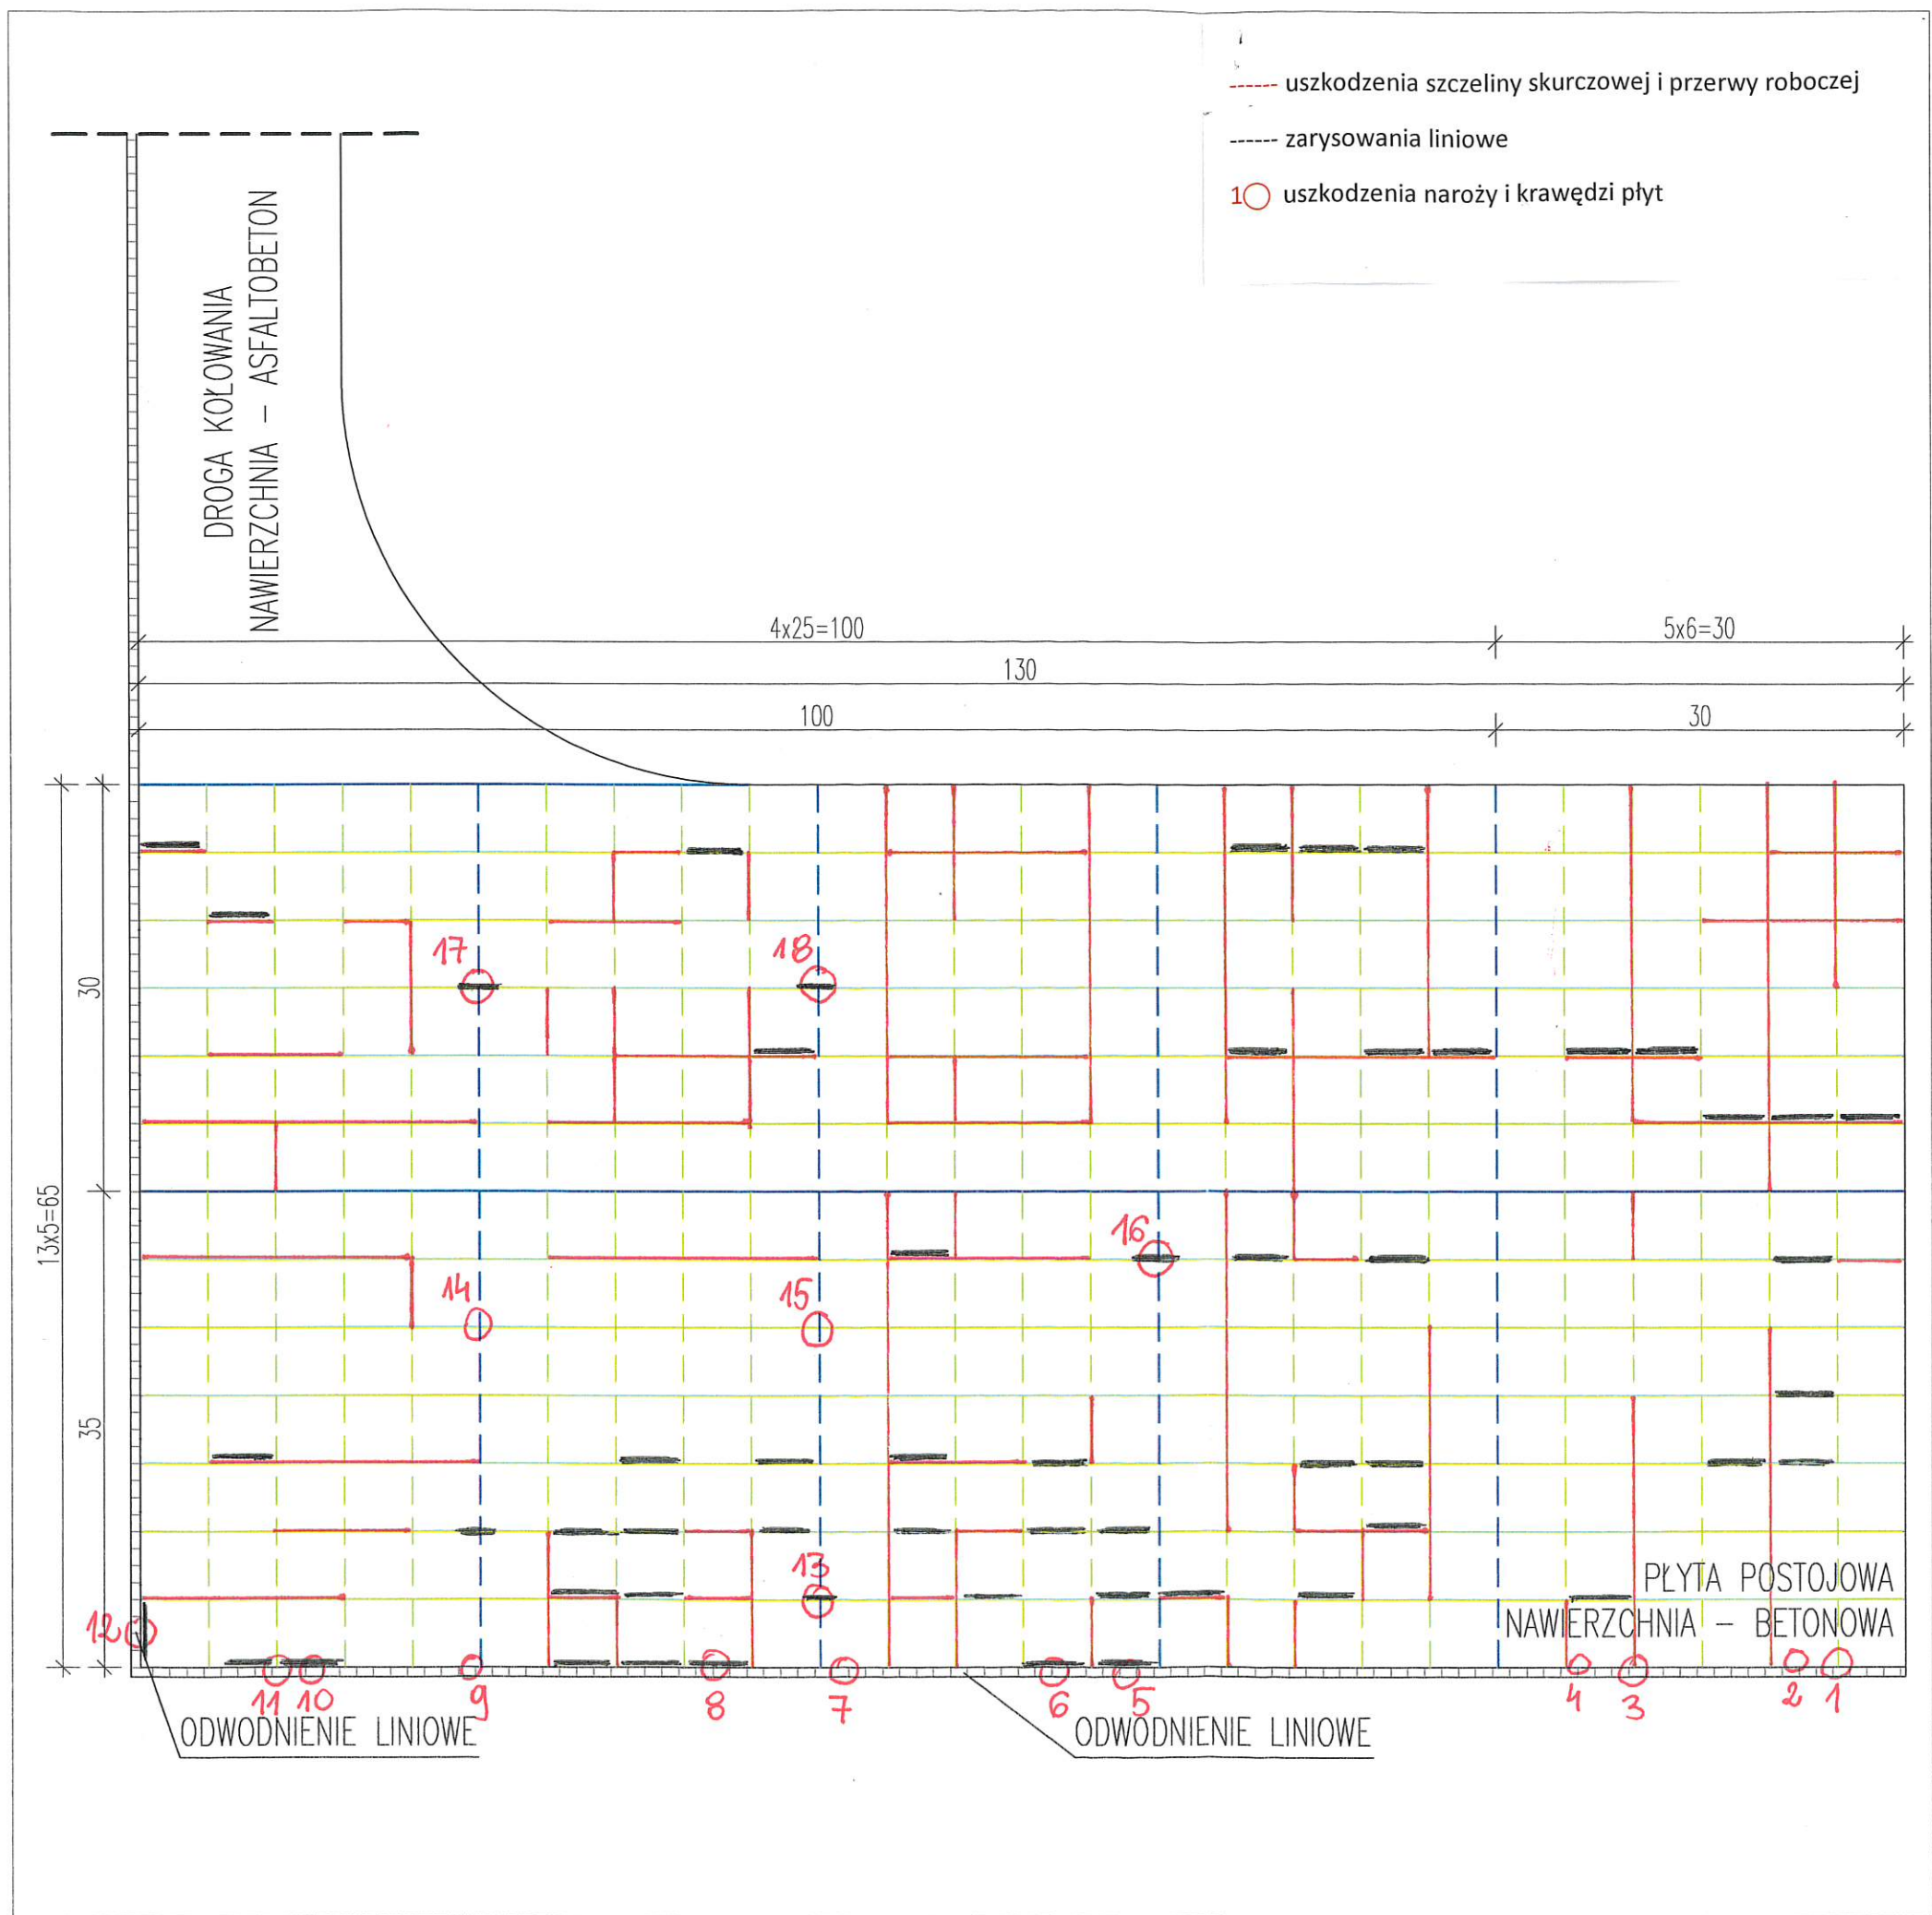 uszkodzenia szczeliny skurczowej i przerwy roboczej
zarysowania liniowe
1 uszkodzenia naroży i krawędzi płyt
DROGA KOŁOWANIA
NAWIERZCHNIA – ASFALTOBETON
4x25=100
5x6=30
130
100
30
30
13x5=65
35
17
18
16
14
15
13
12
11
10
9
8
7
6
5
4
3
2
1
PŁYTA POSTOJOWA
NAWIERZCHNIA – BETONOWA
ODWODNIENIE LINIOWE
ODWODNIENIE LINIOWE